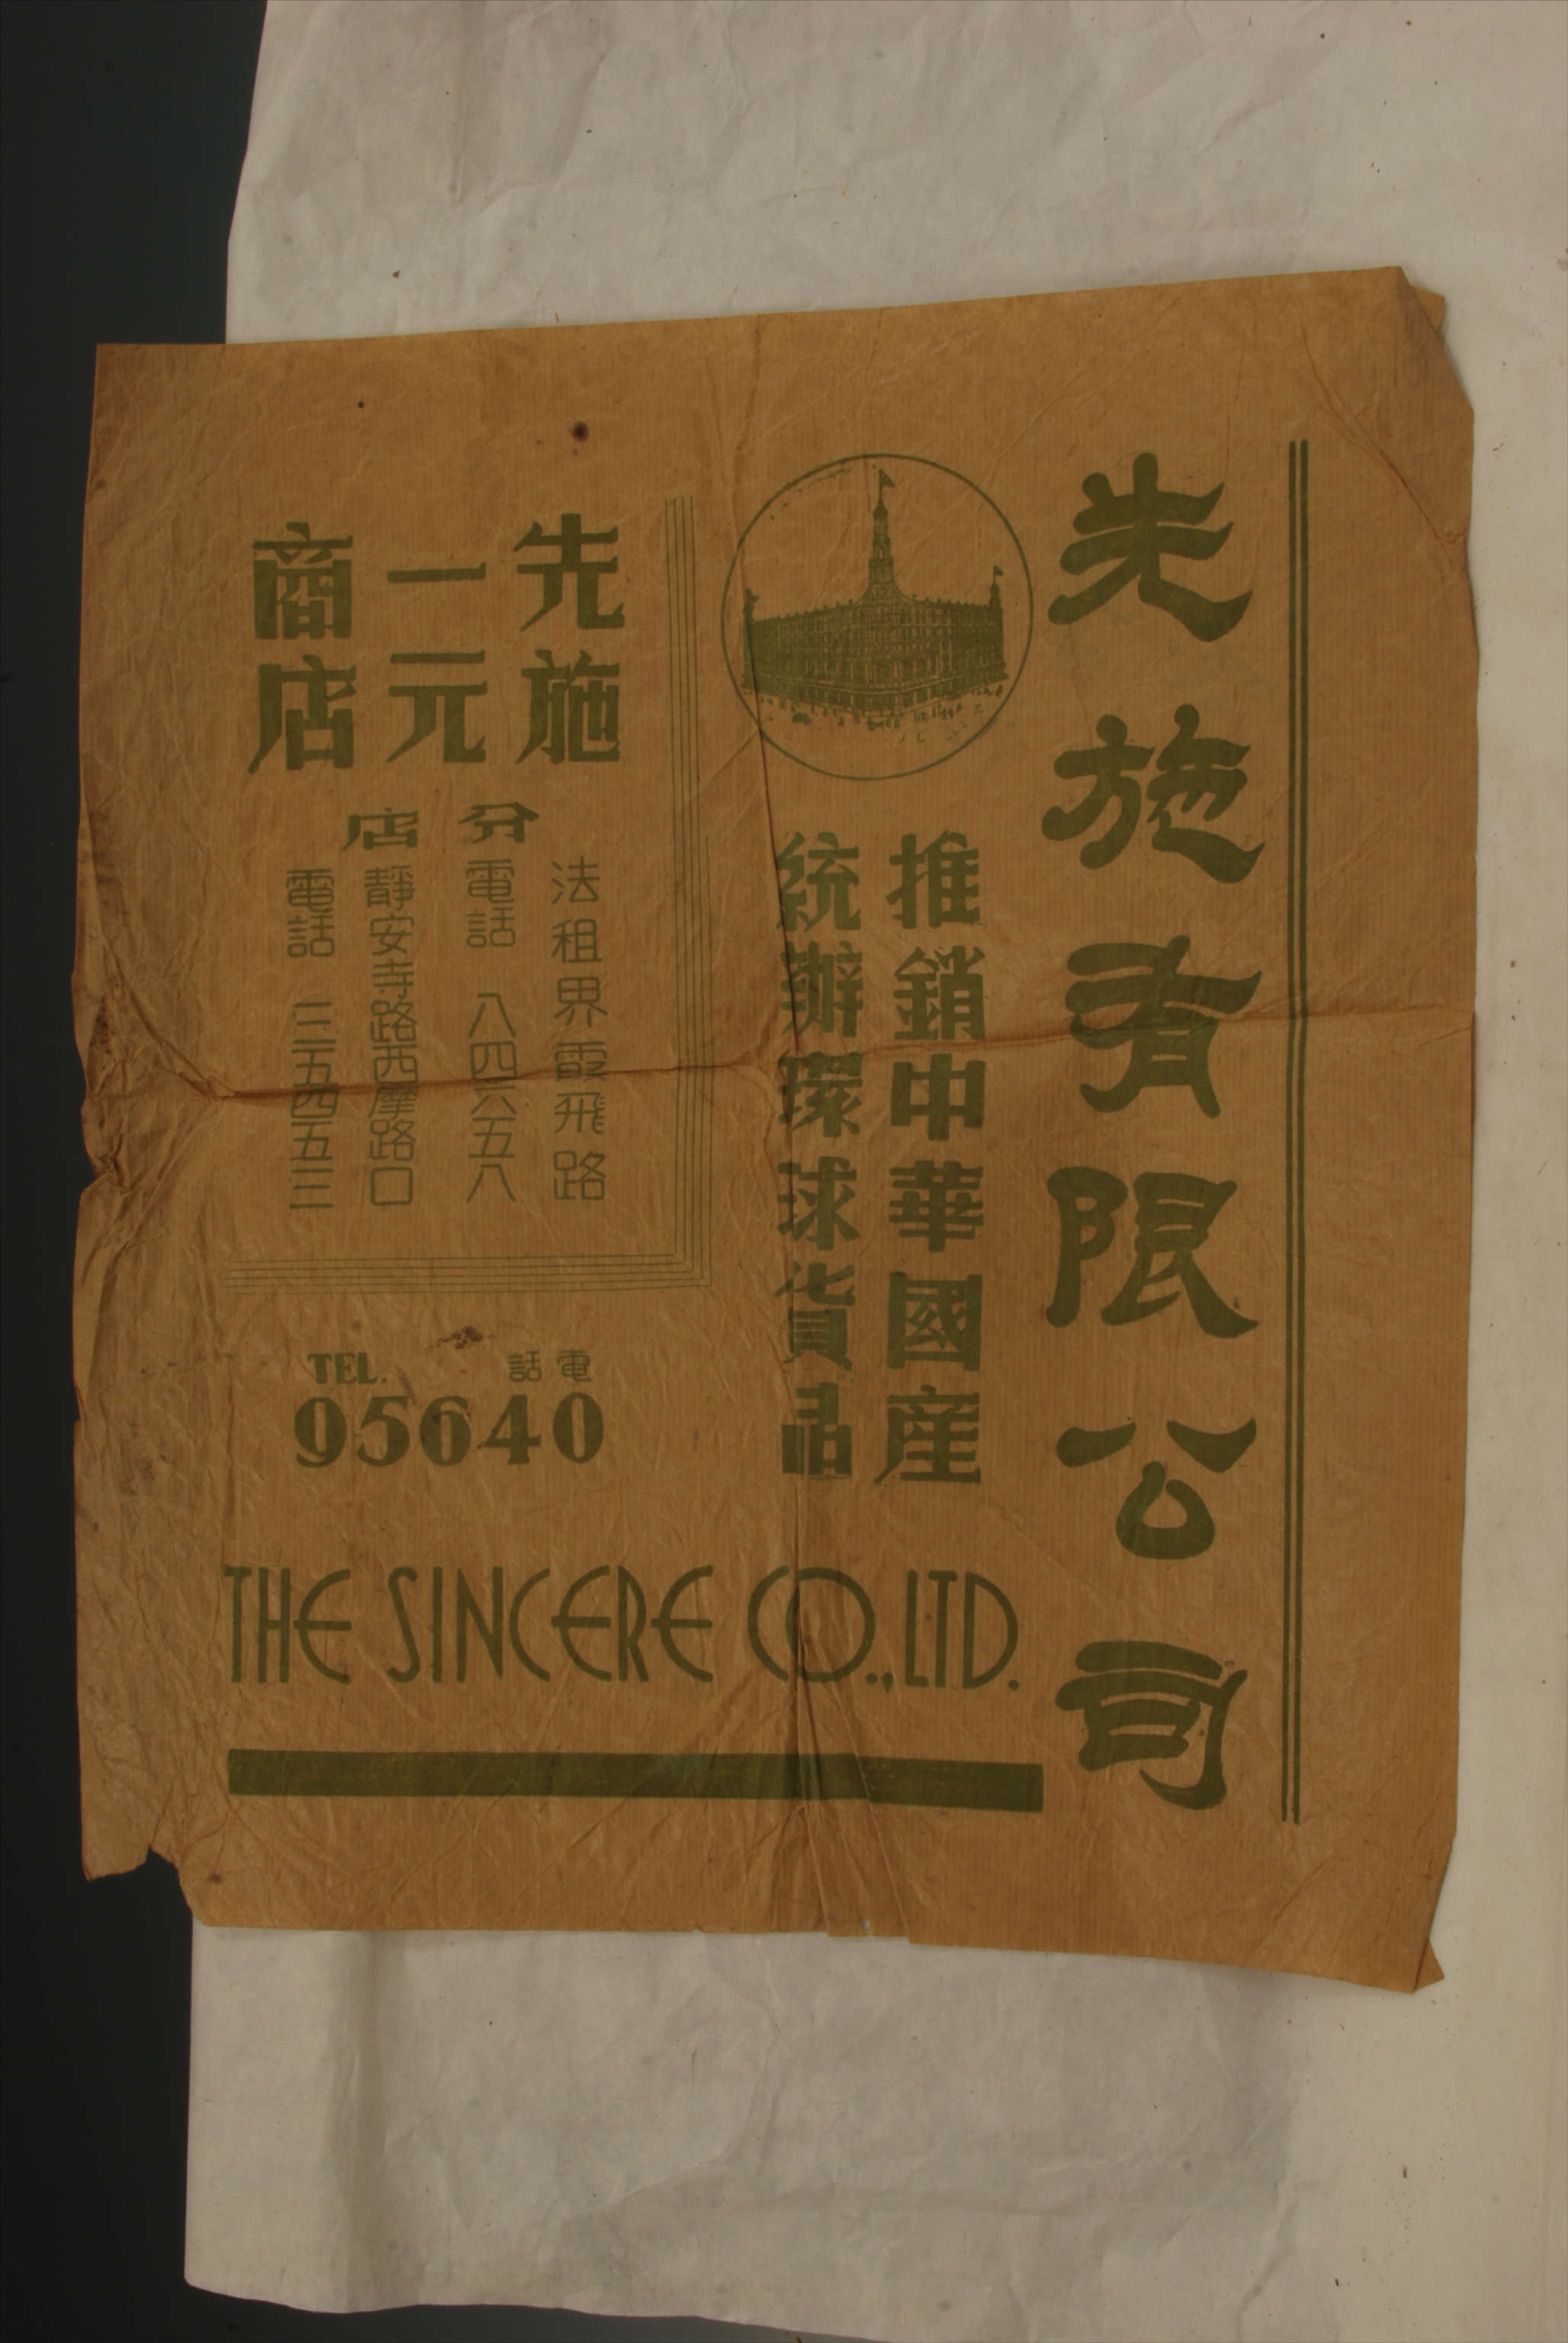 先施有限公司
推銷中華國産
統辦環球貨品
先施
一元
商店
分店
法租界霞飛路
電話 八四六五八
靜安寺路西摩路口
電話 三五四五三
電話
TEL.
95640
THE SINCERE CO., LTD.